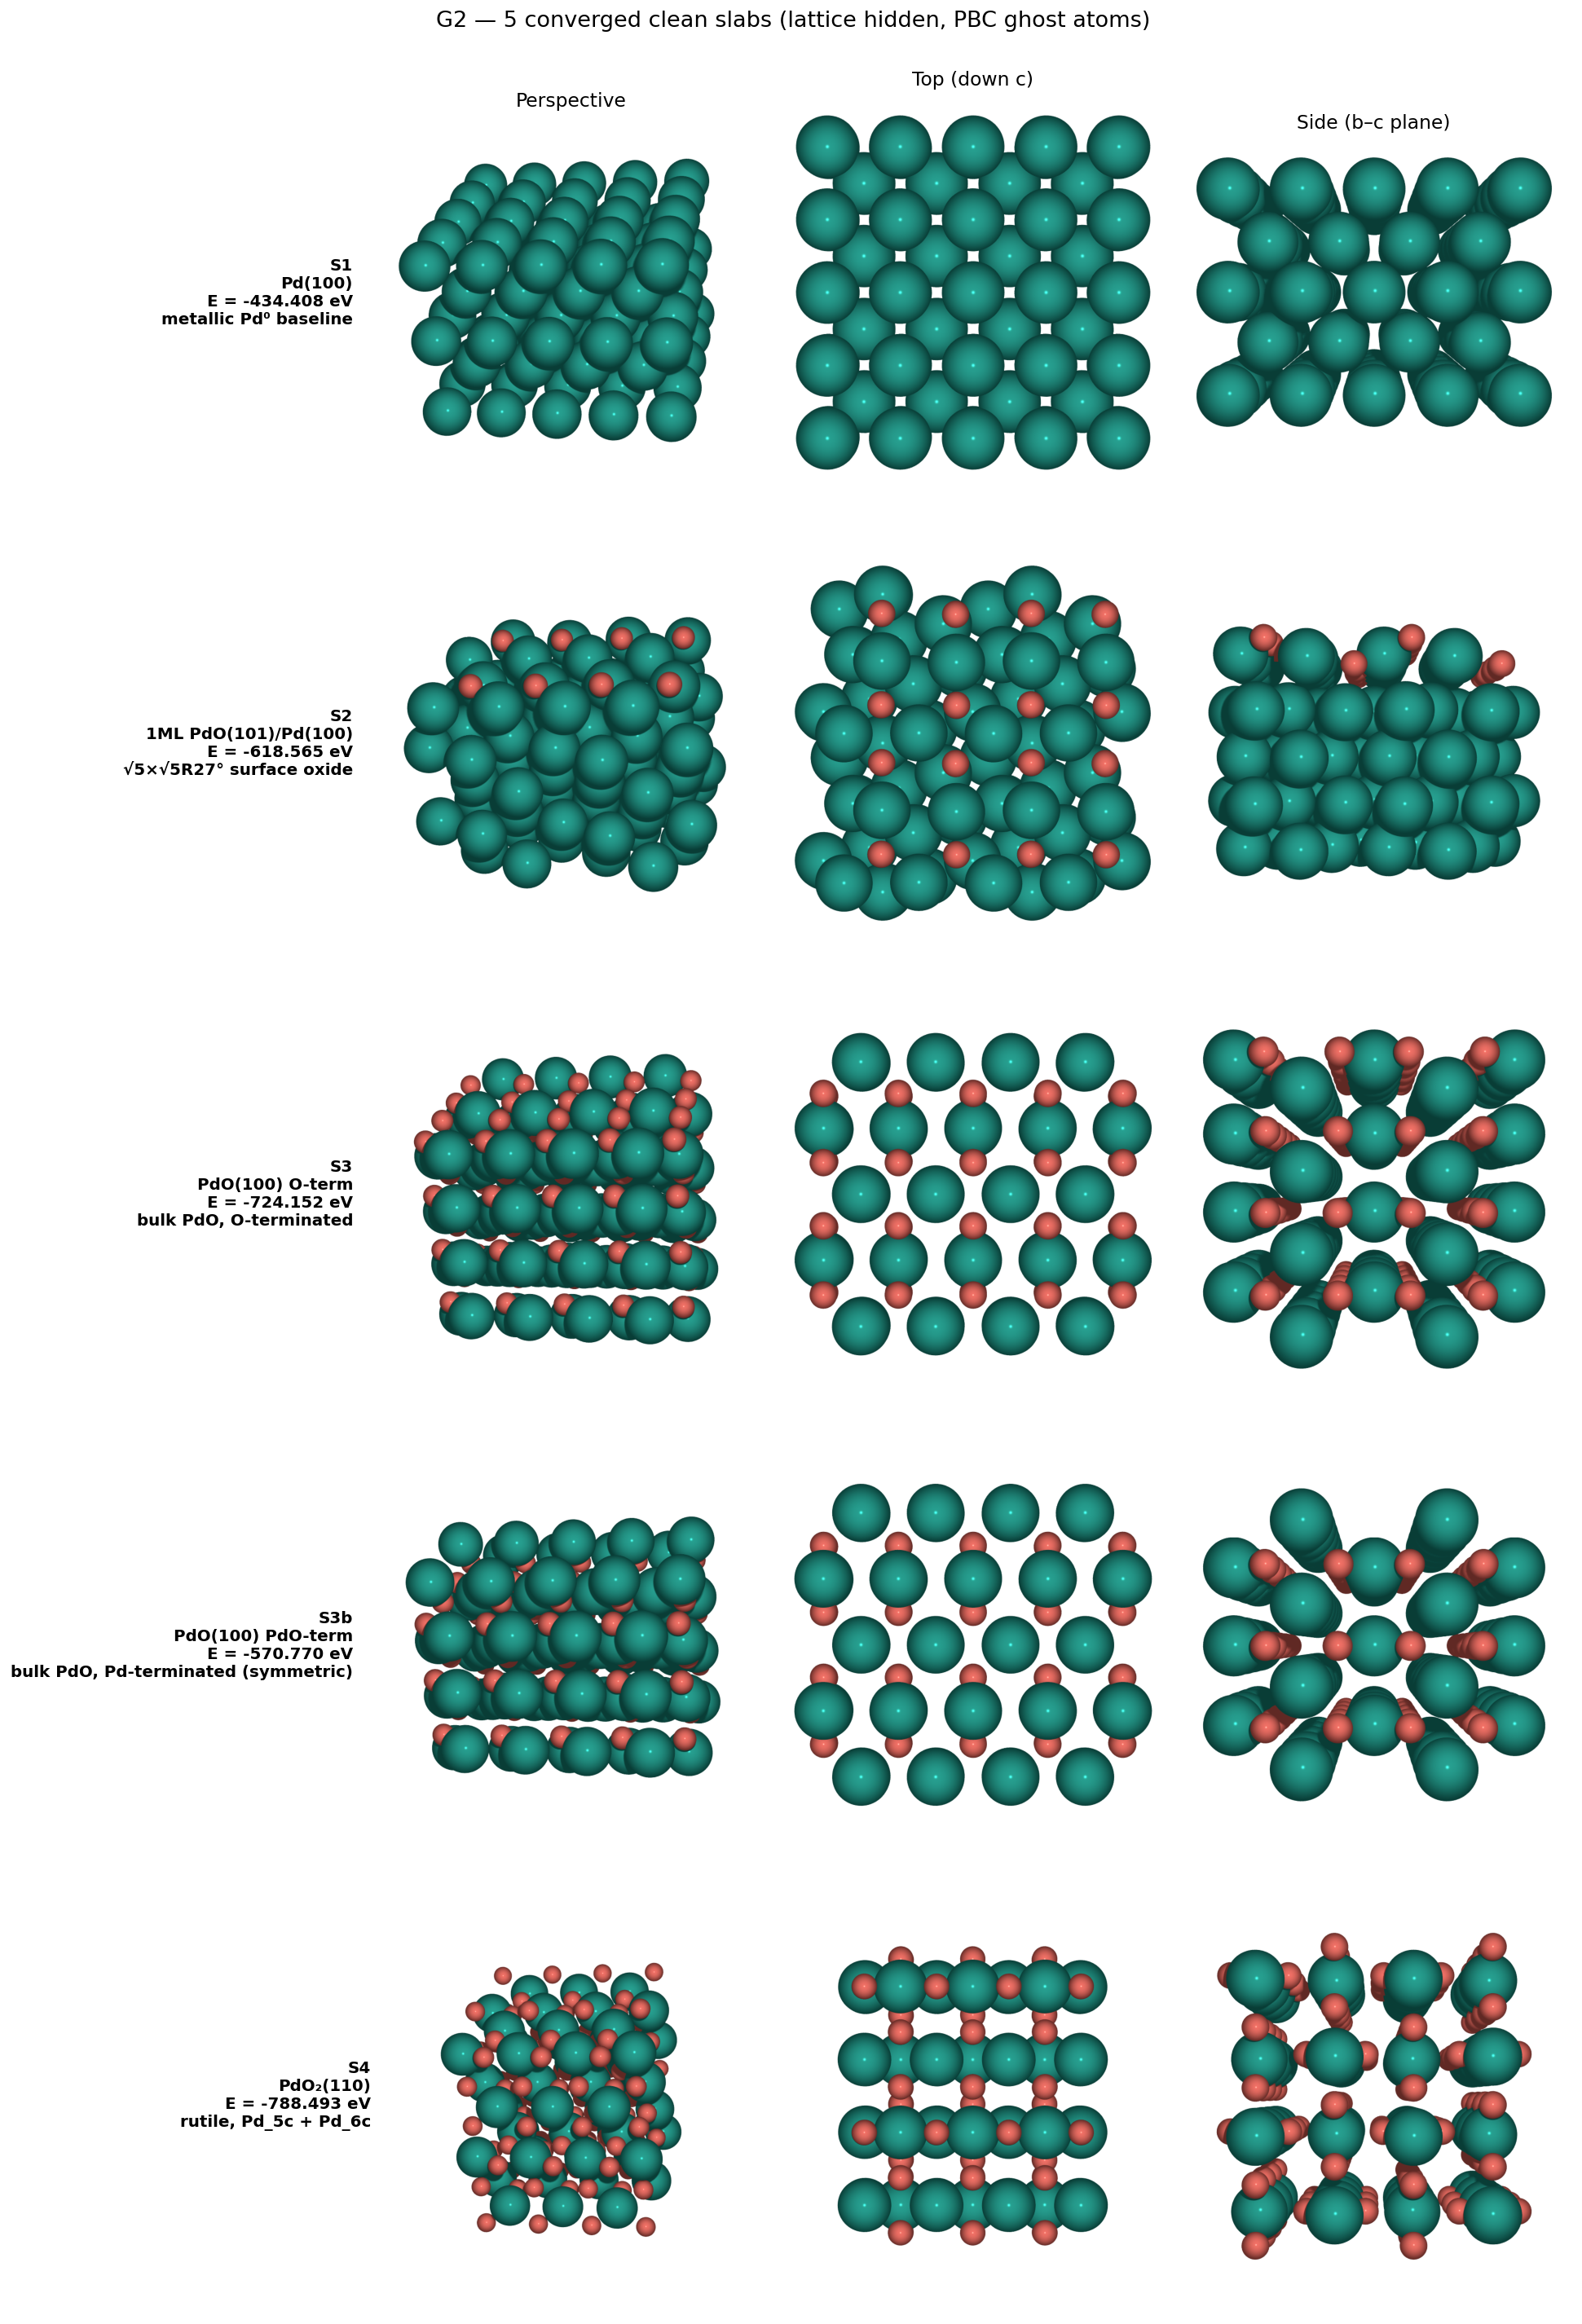 G2 — 5 converged clean slabs (lattice hidden, PBC ghost atoms)
Perspective
Top (down c)
Side (b–c plane)
S1
Pd(100)
E = -434.408 eV
metallic Pd⁰ baseline
S2
1ML PdO(101)/Pd(100)
E = -618.565 eV
√5×√5R27° surface oxide
S3
PdO(100) O-term
E = -724.152 eV
bulk PdO, O-terminated
S3b
PdO(100) PdO-term
E = -570.770 eV
bulk PdO, Pd-terminated (symmetric)
S4
PdO₂(110)
E = -788.493 eV
rutile, Pd_5c + Pd_6c